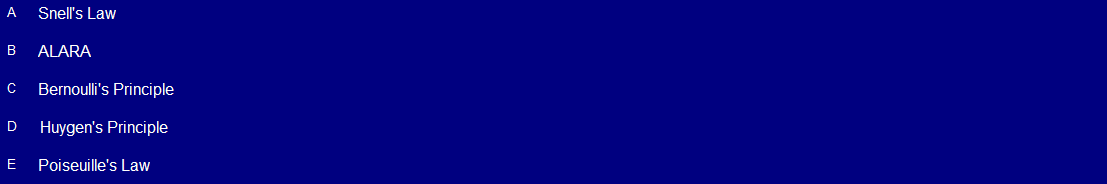 A Snell's Law
B ALARA
C Bernoulli's Principle
D Huygen's Principle
E Poiseuille's Law